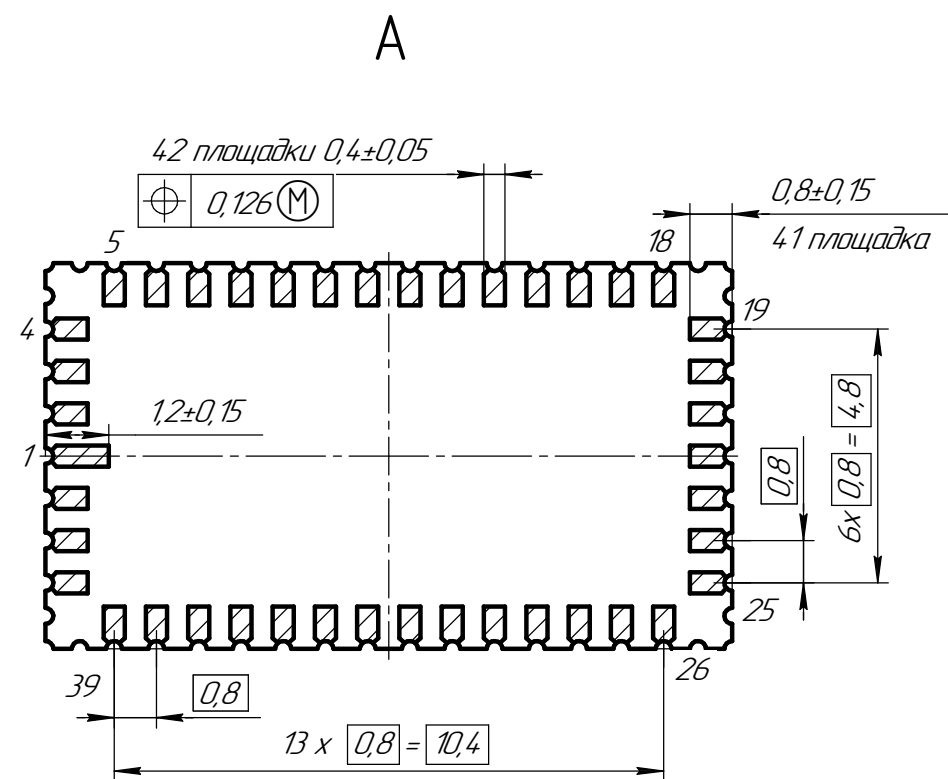 А
42 площадки 0,4±0,05
0,126 Ⓜ
0,8±0,15
41 площадка
5
18
4
19
1,2±0,15
1
0,8
6х 0,8 = 4,8
25
39
26
0,8
13 х 0,8 = 10,4